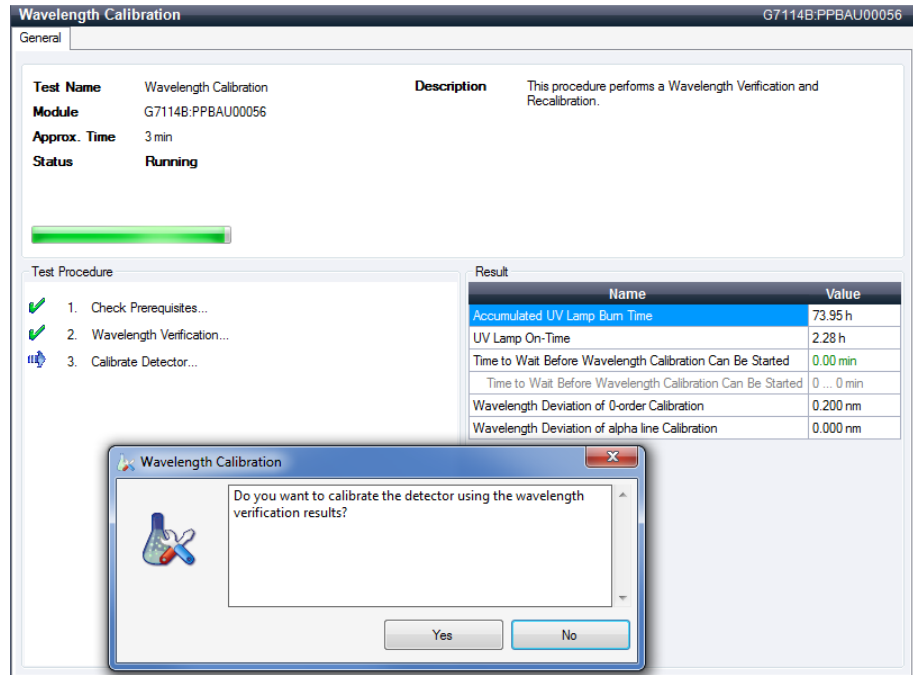 Wavelength Calibration G7114B:PPBAU00056
General
Test Name Wavelength Calibration Description This procedure performs a Wavelength Verification and
Recalibration.
Module G7114B:PPBAU00056
Approx. Time 3 min
Status Running
Test Procedure
1. Check Prerequisites...
2. Wavelength Verification...
3. Calibrate Detector...
Result
Name Value
Accumulated UV Lamp Burn Time 73.95 h
UV Lamp On-Time 2.28 h
Time to Wait Before Wavelength Calibration Can Be Started 0.00 min
Time to Wait Before Wavelength Calibration Can Be Started 0 ... 0 min
Wavelength Deviation of 0-order Calibration 0.200 nm
Wavelength Deviation of alpha line Calibration 0.000 nm
Wavelength Calibration
Do you want to calibrate the detector using the wavelength
verification results?
Yes No